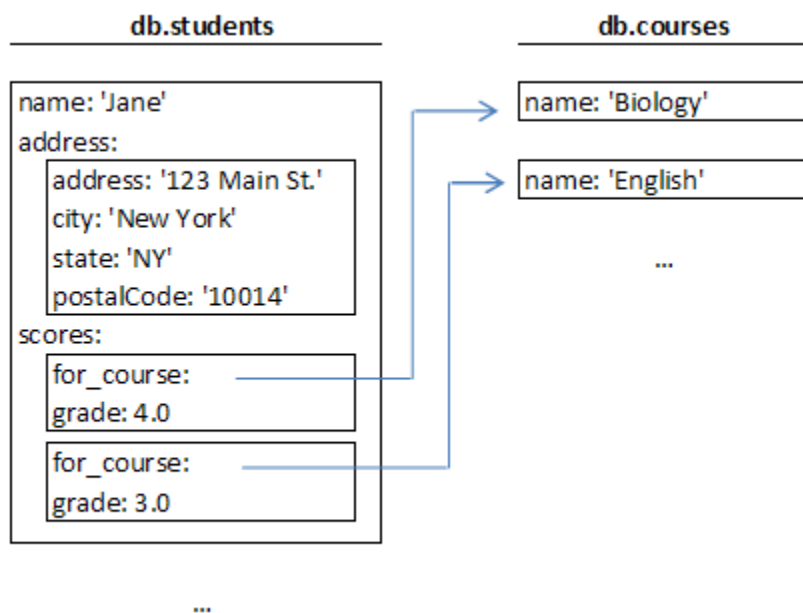 db.students
name: 'Jane'
address:
address: '123 Main St.'
city: 'New York'
state: 'NY'
postalCode: '10014'
scores:
for_course:
grade: 4.0
for_course:
grade: 3.0
...
db.courses
name: 'Biology'
name: 'English'
...